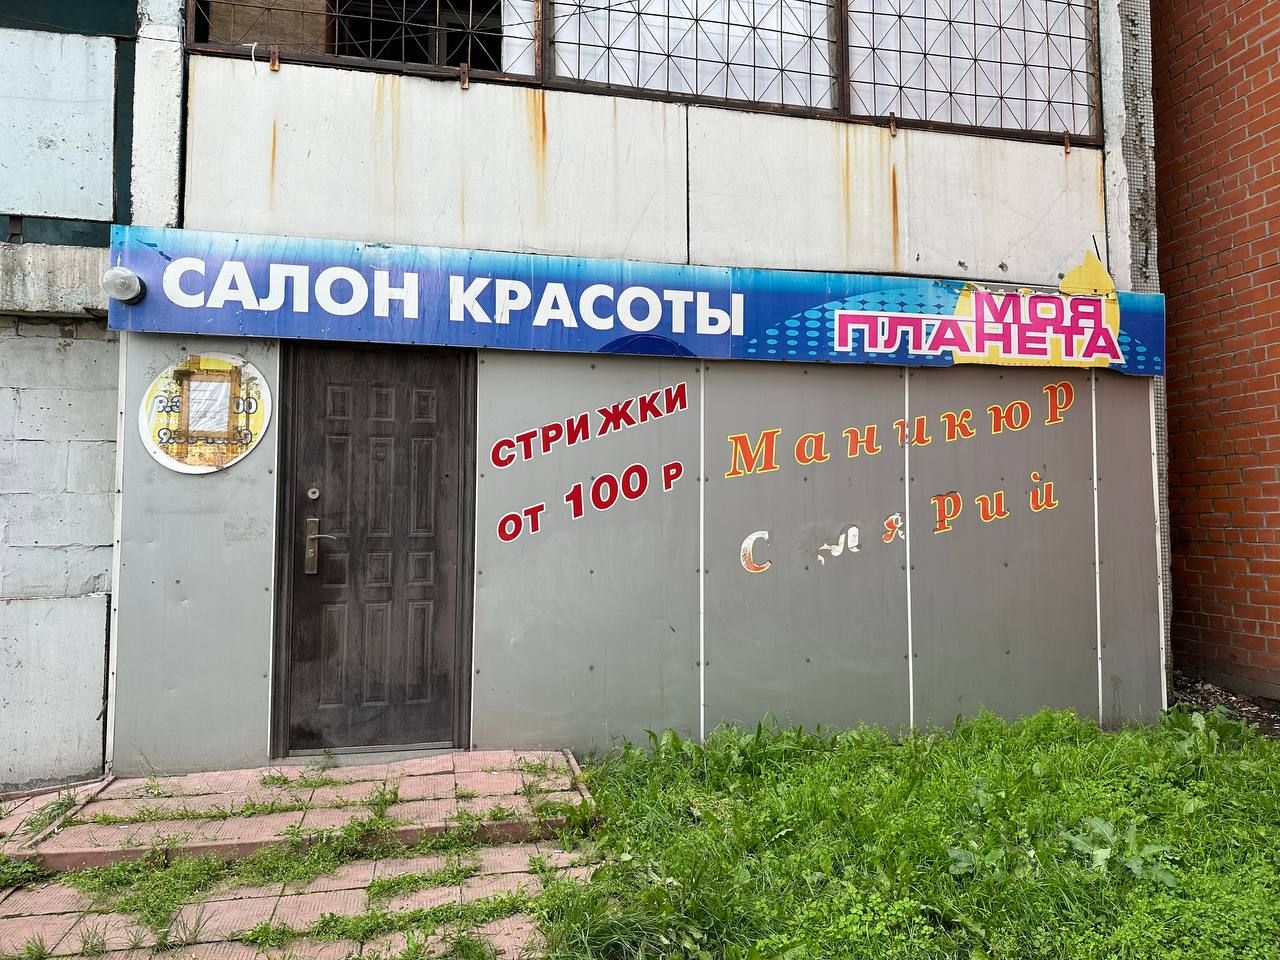 САЛОН КРАСОТЫ
МОЯ
ПЛАНЕТА
СТРИЖКИ
ОТ 100 Р
Маникюр